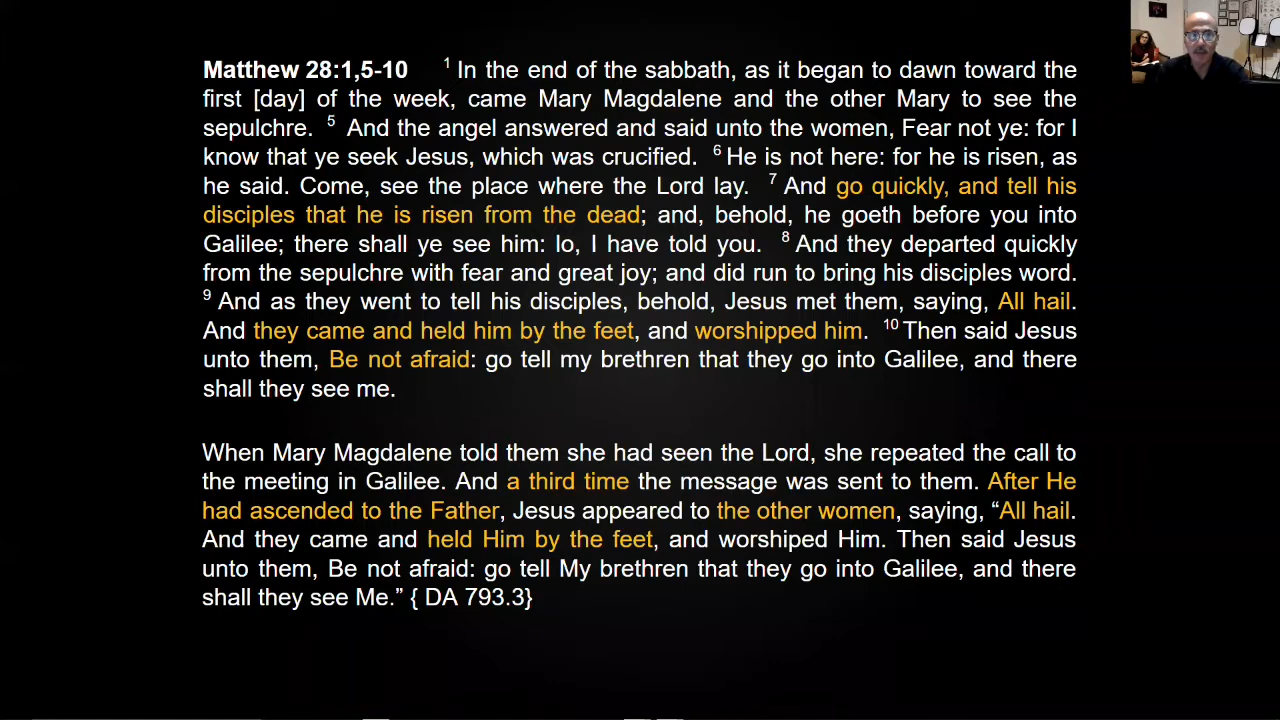 Matthew 28:1,5-10 1 In the end of the sabbath, as it began to dawn toward the
first [day] of the week, came Mary Magdalene and the other Mary to see the
sepulchre. 5 And the angel answered and said unto the women, Fear not ye: for I
know that ye seek Jesus, which was crucified. 6 He is not here: for he is risen, as
he said. Come, see the place where the Lord lay. 7 And go quickly, and tell his
disciples that he is risen from the dead; and, behold, he goeth before you into
Galilee; there shall ye see him: lo, I have told you. 8 And they departed quickly
from the sepulchre with fear and great joy; and did run to bring his disciples word.
9 And as they went to tell his disciples, behold, Jesus met them, saying, All hail.
And they came and held him by the feet, and worshipped him. 10 Then said Jesus
unto them, Be not afraid: go tell my brethren that they go into Galilee, and there
shall they see me.
When Mary Magdalene told them she had seen the Lord, she repeated the call to
the meeting in Galilee. And a third time the message was sent to them. After He
had ascended to the Father, Jesus appeared to the other women, saying, “All hail.
And they came and held Him by the feet, and worshiped Him. Then said Jesus
unto them, Be not afraid: go tell My brethren that they go into Galilee, and there
shall they see Me.” { DA 793.3}